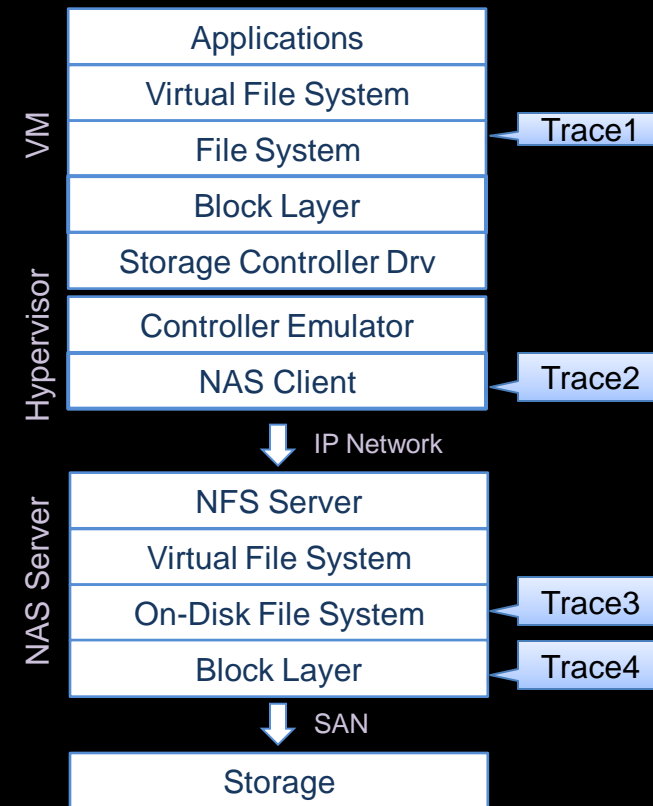 Applications
Virtual File System
Trace1
VM
File System
Block Layer
Storage Controller Drv
Hypervisor
Controller Emulator
NAS Client
Trace2
IP Network
NAS Server
NFS Server
Virtual File System
On-Disk File System
Trace3
Block Layer
Trace4
SAN
Storage